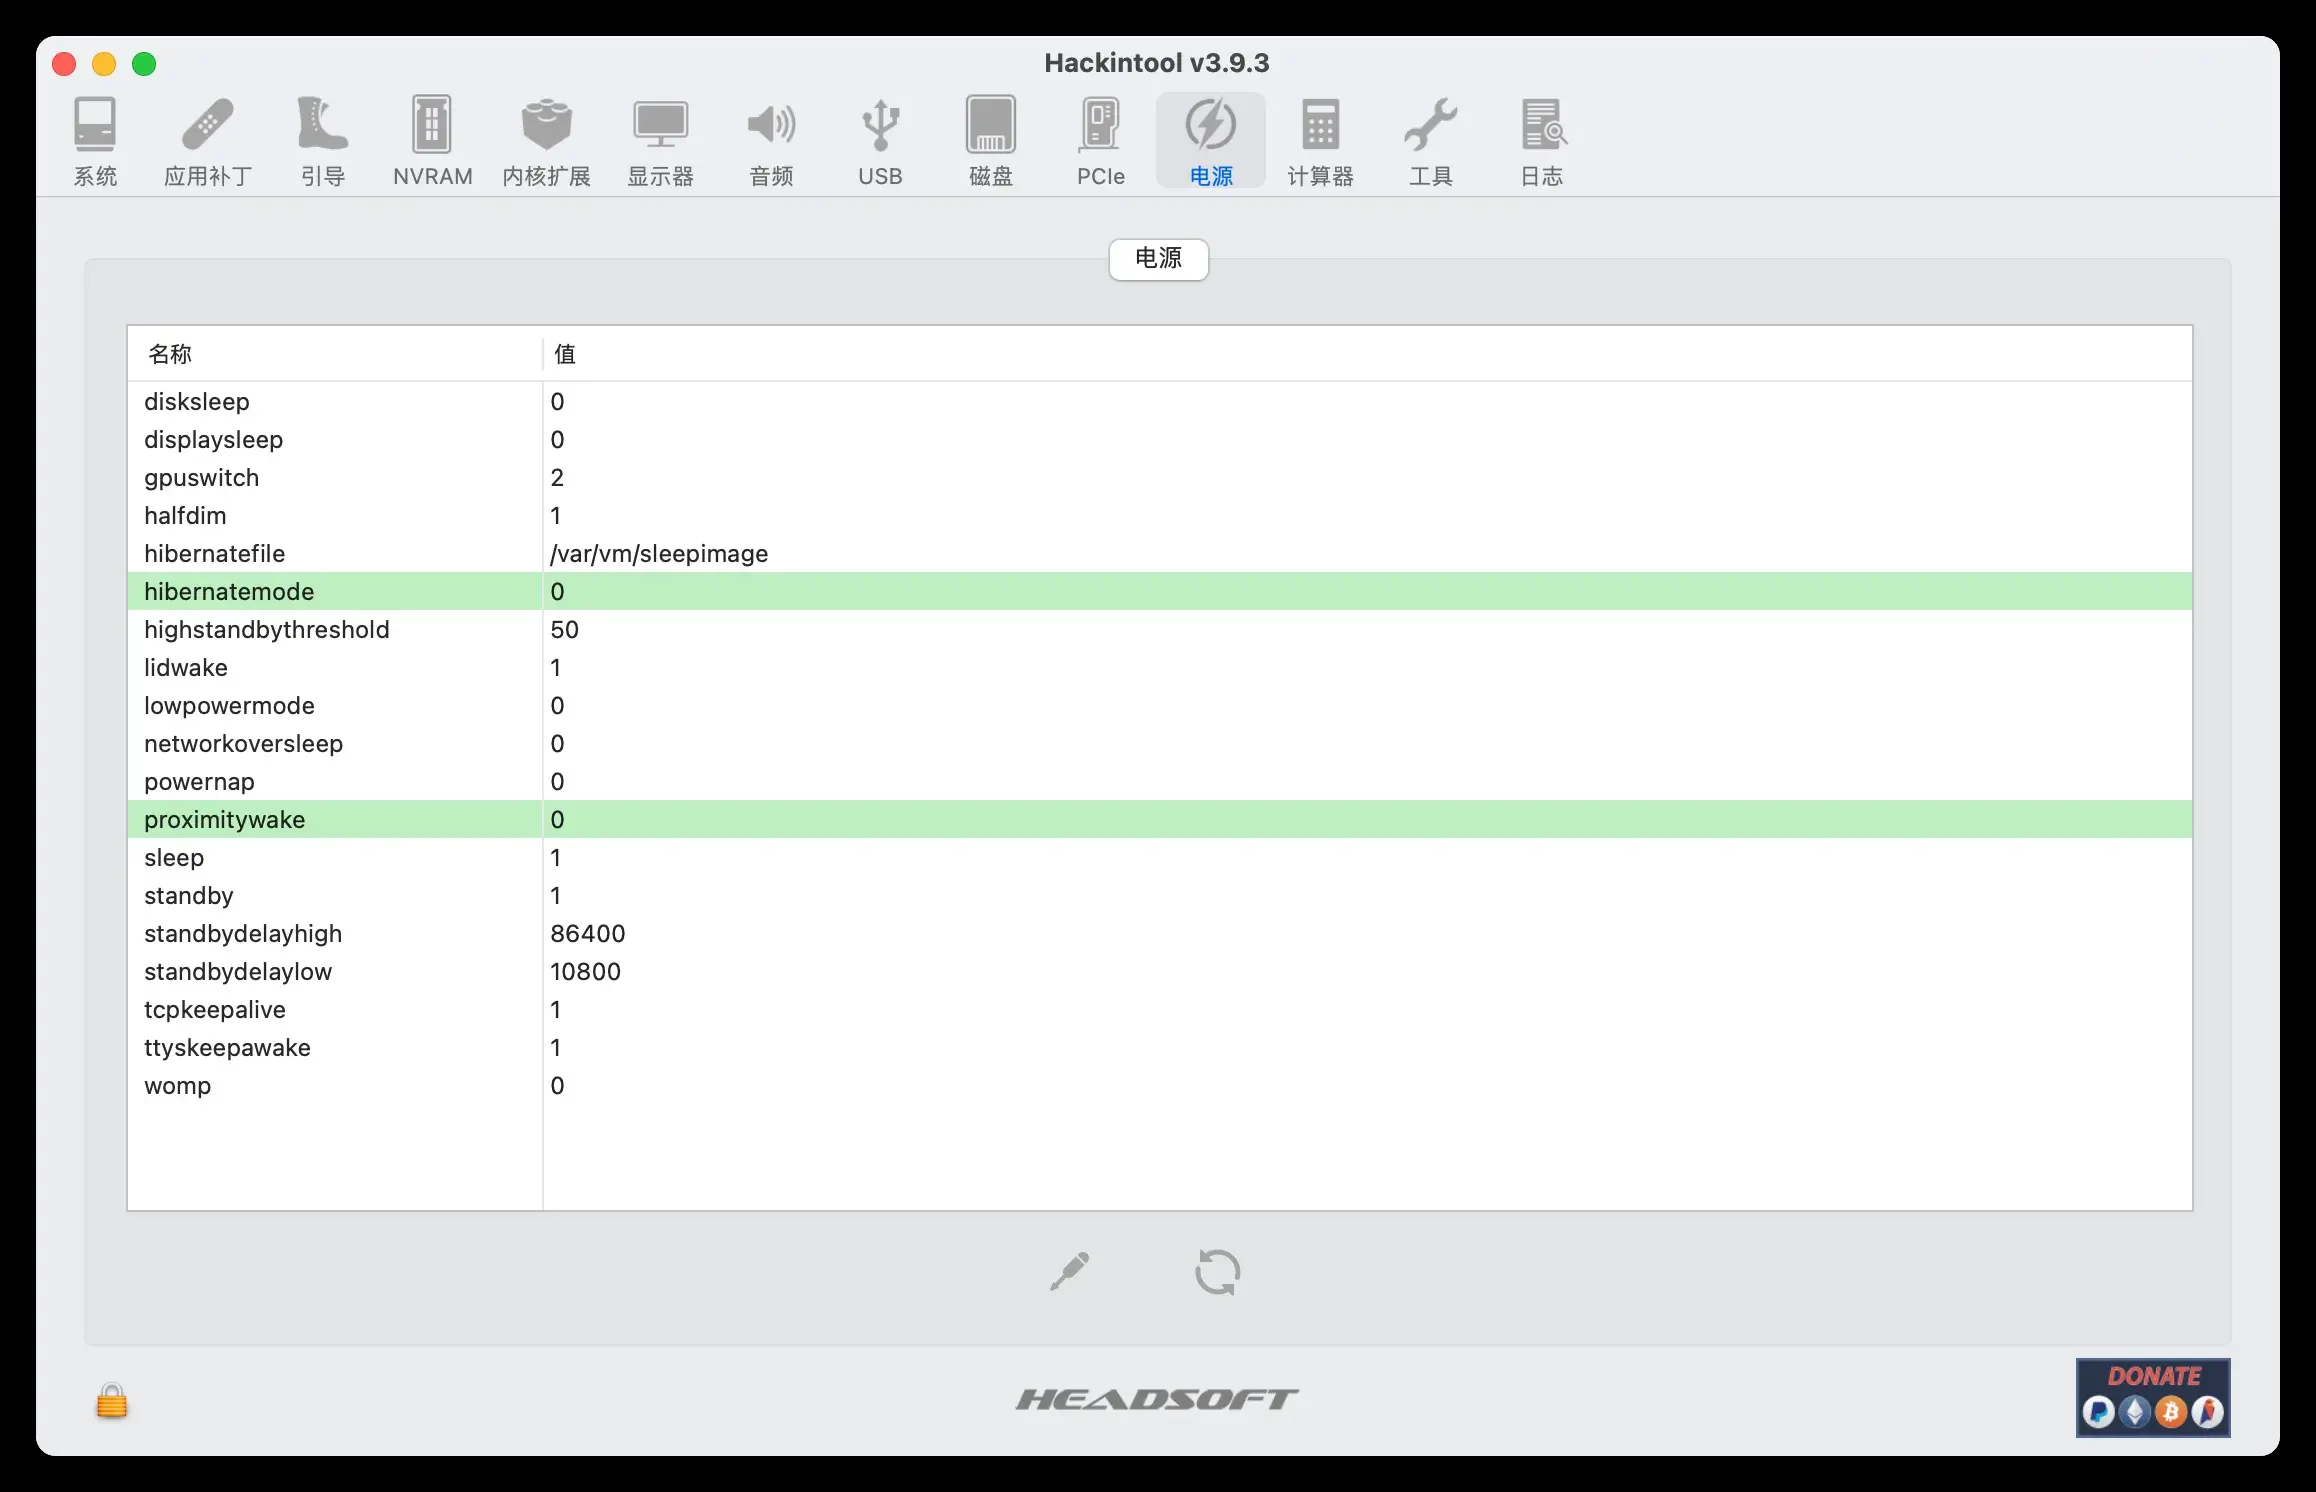 Hackintool v3.9.3
系统 应用补丁 引导 NVRAM 内核扩展 显示器 音频 USB 磁盘 PCIe 电源 计算器 工具 日志
电源
名称 值
disksleep 0
displaysleep 0
gpuswitch 2
halfdim 1
hibernatefile /var/vm/sleepimage
hibernatemode 0
highstandbythreshold 50
lidwake 1
lowpowermode 0
networkoversleep 0
powernap 0
proximitywake 0
sleep 1
standby 1
standbydelayhigh 86400
standbydelaylow 10800
tcpkeepalive 1
ttyskeepawake 1
womp 0
HEADSOFT
DONATE